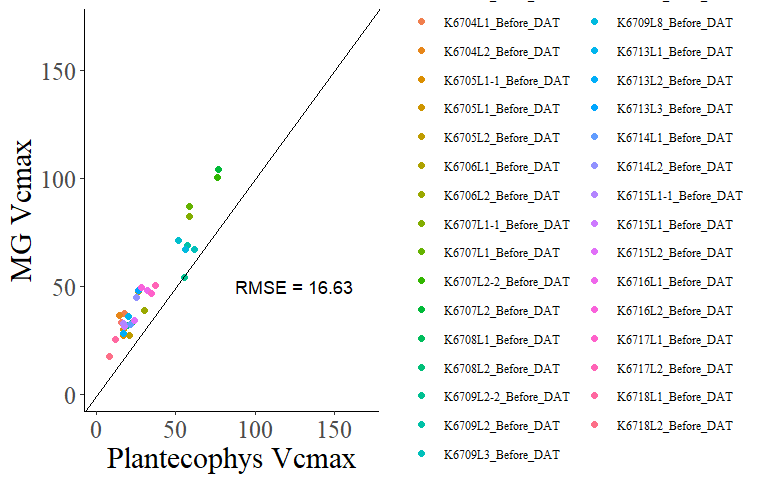 150
100
50
0
MG Vcmax
0
50
100
150
Plantecophys Vcmax
RMSE = 16.63
K6704L1_Before_DAT
K6704L2_Before_DAT
K6705L1-1_Before_DAT
K6705L1_Before_DAT
K6705L2_Before_DAT
K6706L1_Before_DAT
K6706L2_Before_DAT
K6707L1-1_Before_DAT
K6707L1_Before_DAT
K6707L2-2_Before_DAT
K6707L2_Before_DAT
K6708L1_Before_DAT
K6708L2_Before_DAT
K6709L2-2_Before_DAT
K6709L2_Before_DAT
K6709L3_Before_DAT
K6709L8_Before_DAT
K6713L1_Before_DAT
K6713L2_Before_DAT
K6713L3_Before_DAT
K6714L1_Before_DAT
K6714L2_Before_DAT
K6715L1-1_Before_DAT
K6715L1_Before_DAT
K6715L2_Before_DAT
K6716L1_Before_DAT
K6716L2_Before_DAT
K6717L1_Before_DAT
K6717L2_Before_DAT
K6718L1_Before_DAT
K6718L2_Before_DAT